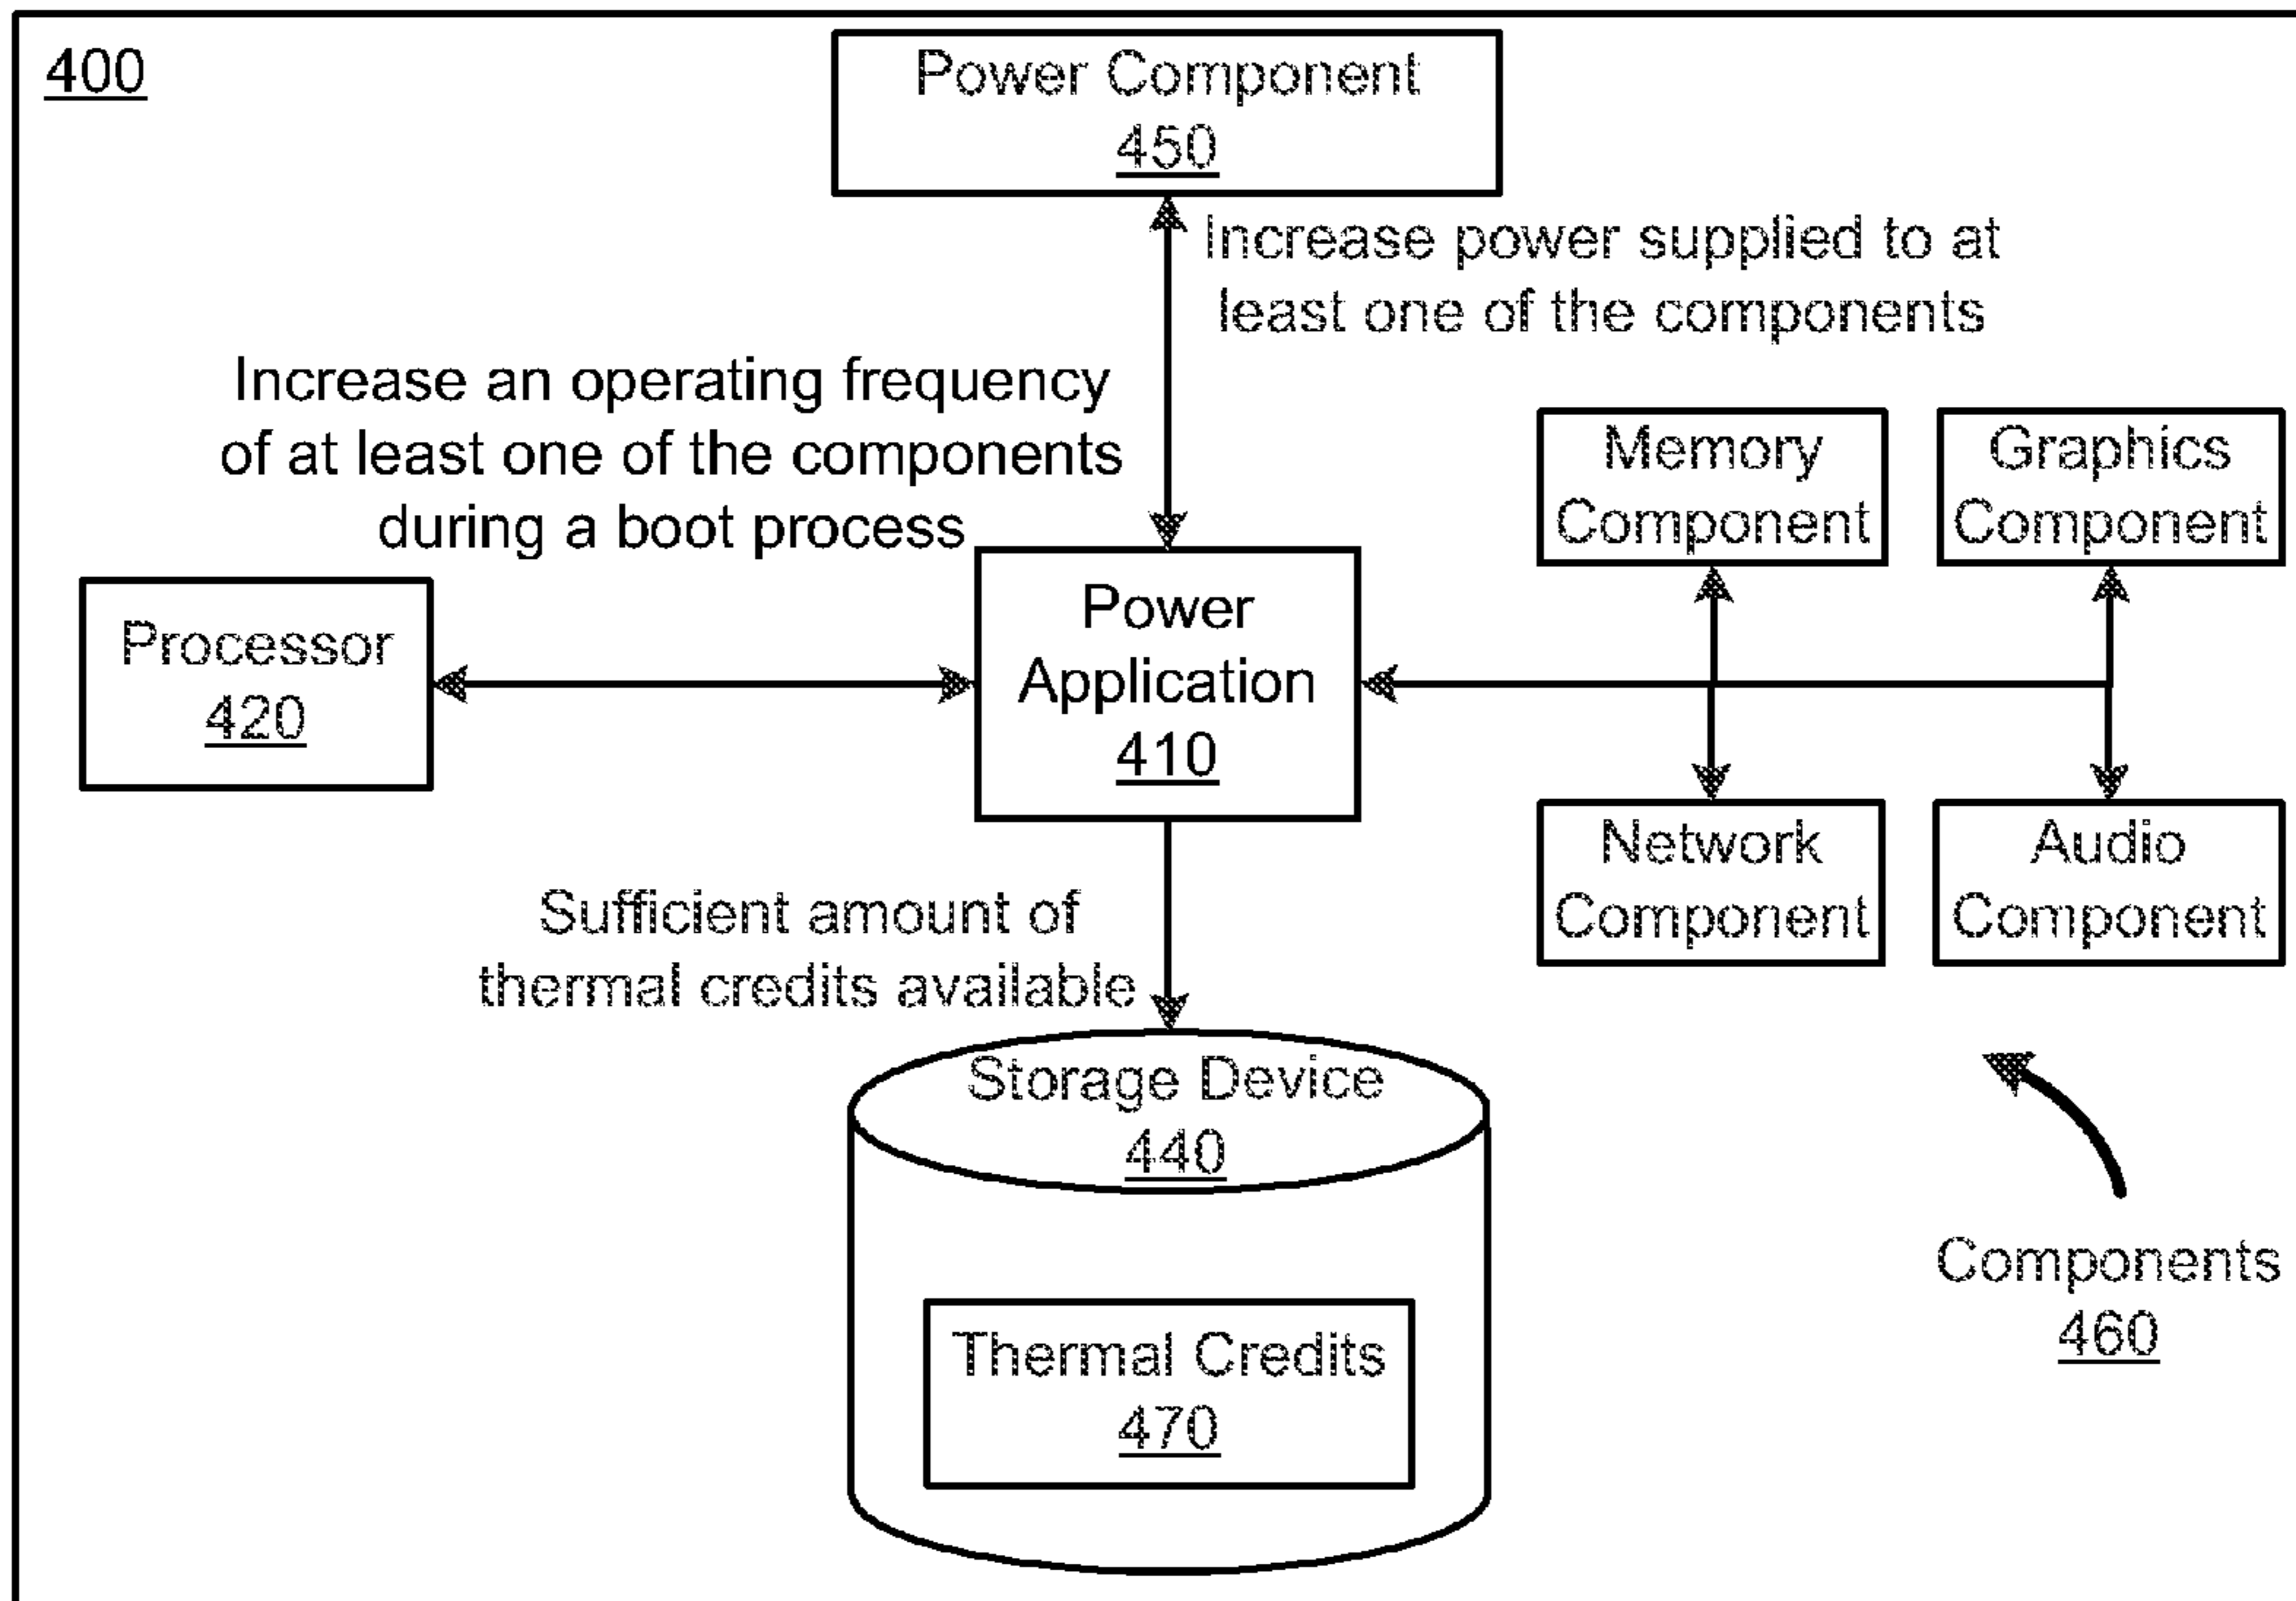 400
Power Component
450
Increase power supplied to at
least one of the components
Increase an operating frequency
of at least one of the components
during a boot process
Memory
Component
Graphics
Component
Processor
420
Power
Application
410
Network
Component
Audio
Component
Sufficient amount of
thermal credits available
Storage Device
440
Components
460
Thermal Credits
470